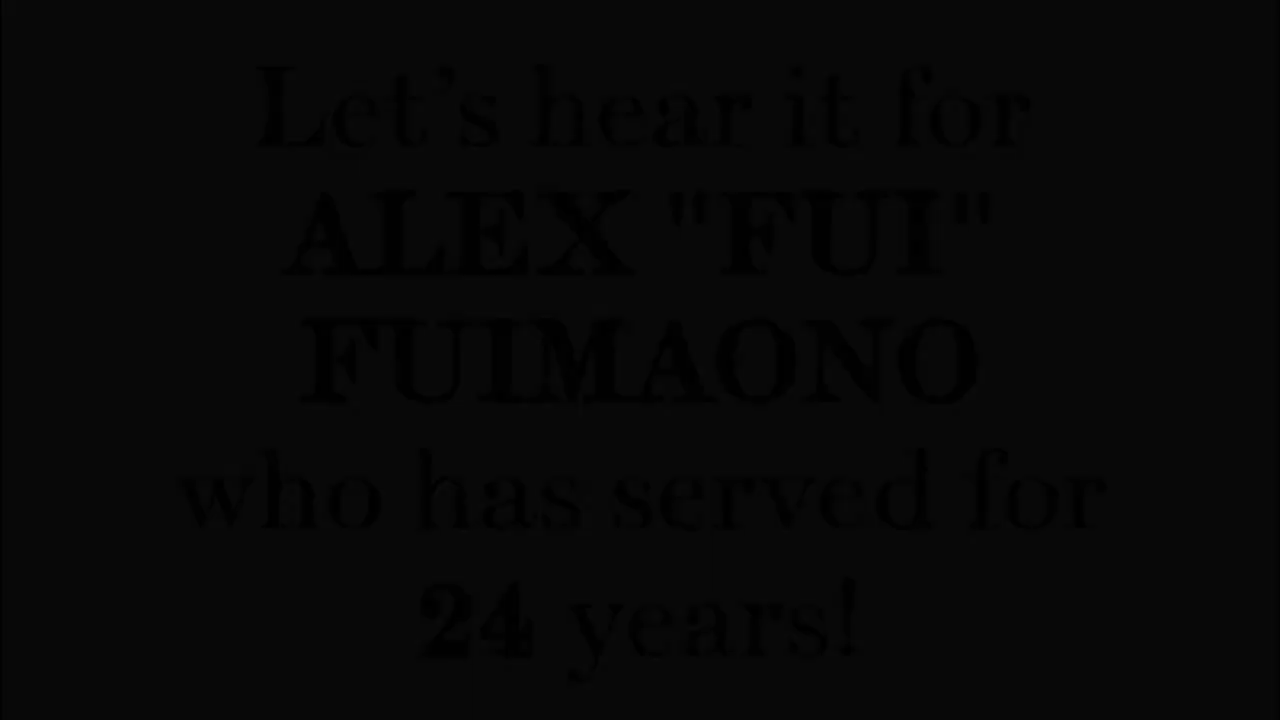 Let's hear it for
ALEX "FUI"
FUIMAONO
who has served for
24 years!